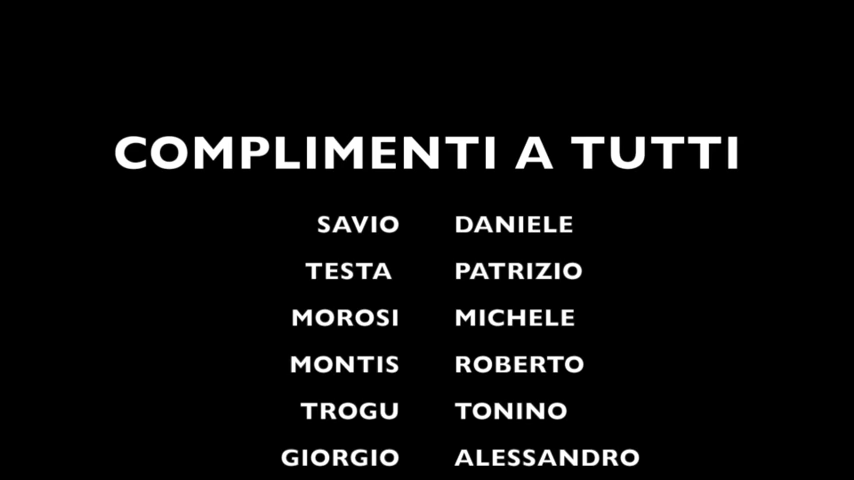 COMPLIMENTI A TUTTI
SAVIO DANIELE
TESTA PATRIZIO
MOROSI MICHELE
MONTIS ROBERTO
TROGU TONINO
GIORGIO ALESSANDRO